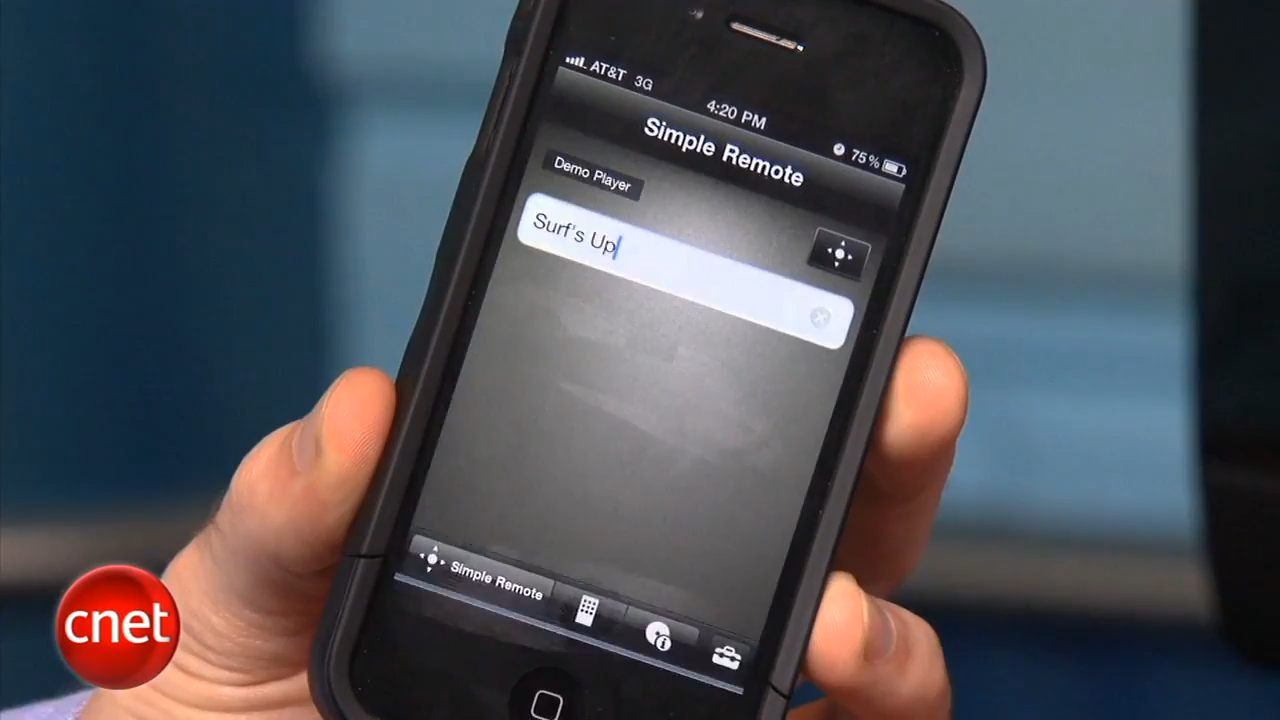 AT&T 3G
4:20 PM
75%
Simple Remote
Demo Player
Surf's Up
Simple Remote
cnet